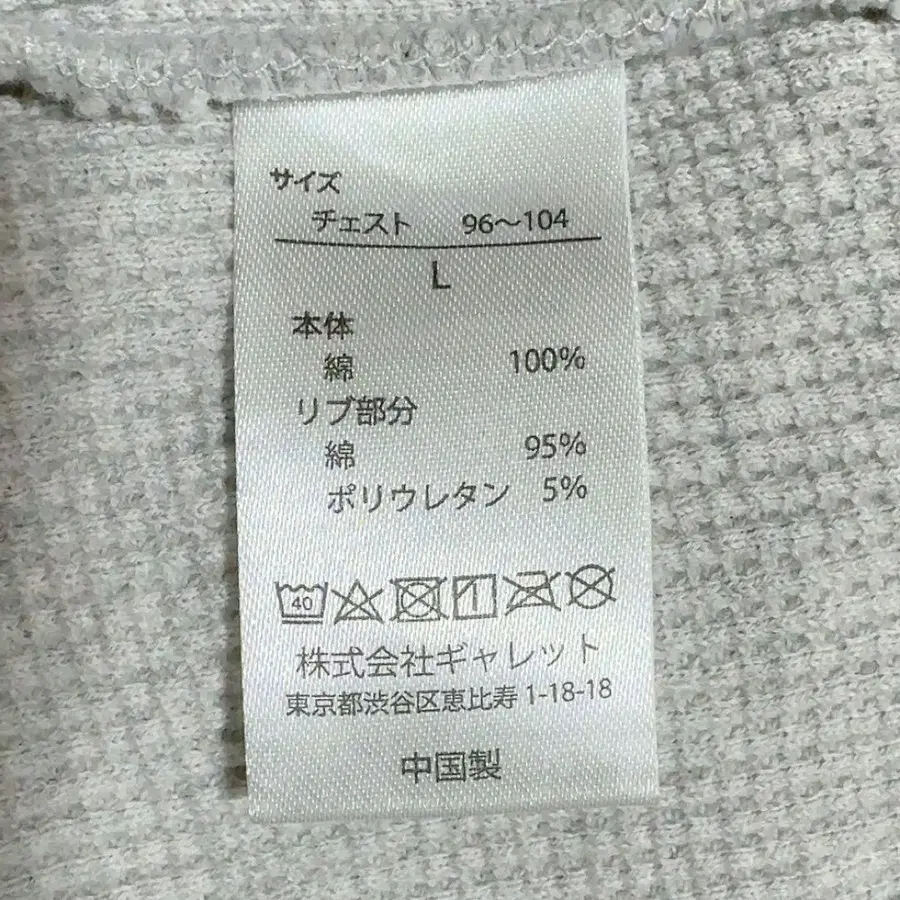 サイズ
チェスト 96〜104
L
本体
綿 100%
リブ部分
綿 95%
ポリウレタン 5%
40
株式会社ギャレット
東京都渋谷区恵比寿 1-18-18
中国製